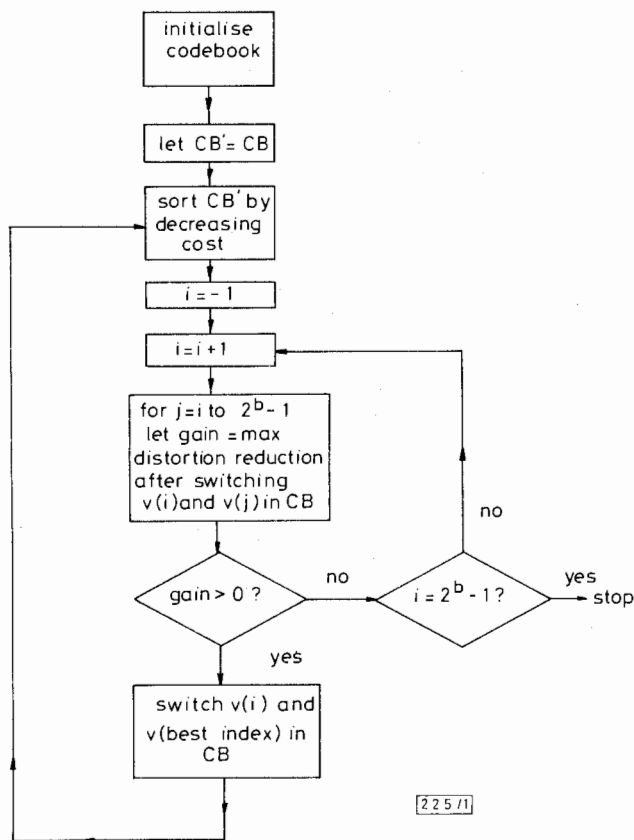 initialise
codebook
let CB' = CB
sort CB' by
decreasing
cost
i = - 1
i = i + 1
for j = i to 2^b - 1
let gain = max
distortion reduction
after switching
v(i) and v(j) in CB
no
gain > 0 ?
no
i = 2^b - 1 ?
yes
stop
yes
switch v(i) and
v(best index) in
CB
225/1